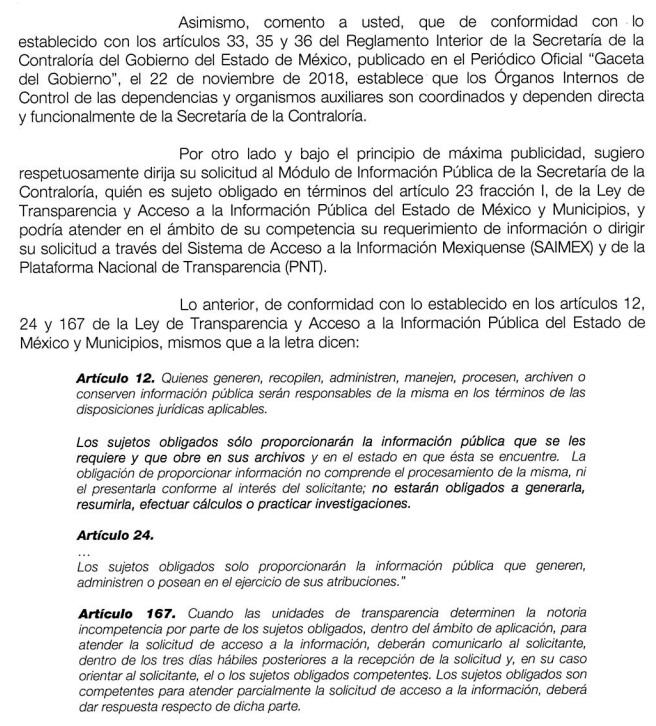 Asimismo, comento a usted, que de conformidad con lo
establecido con los artículos 33, 35 y 36 del Reglamento Interior de la Secretaría de la
Contraloría del Gobierno del Estado de México, publicado en el Periódico Oficial "Gaceta
del Gobierno", el 22 de noviembre de 2018, establece que los Órganos Internos de
Control de las dependencias y organismos auxiliares son coordinados y dependen directa
y funcionalmente de la Secretaría de la Contraloría.
Por otro lado y bajo el principio de máxima publicidad, sugiero
respetuosamente dirija su solicitud al Módulo de Información Pública de la Secretaría de la
Contraloría, quién es sujeto obligado en términos del artículo 23 fracción I, de la Ley de
Transparencia y Acceso a la Información Pública del Estado de México y Municipios, y
podría atender en el ámbito de su competencia su requerimiento de información o dirigir
su solicitud a través del Sistema de Acceso a la Información Mexiquense (SAIMEX) y de la
Plataforma Nacional de Transparencia (PNT).
Lo anterior, de conformidad con lo establecido en los artículos 12,
24 y 167 de la Ley de Transparencia y Acceso a la Información Pública del Estado de
México y Municipios, mismos que a la letra dicen:
Artículo 12. Quienes generen, recopilen, administren, manejen, procesen, archiven o
conserven información pública serán responsables de la misma en los términos de las
disposiciones jurídicas aplicables.
Los sujetos obligados sólo proporcionarán la información pública que se les
requiere y que obre en sus archivos y en el estado en que ésta se encuentre. La
obligación de proporcionar información no comprende el procesamiento de la misma, ni
el presentarla conforme al interés del solicitante; no estarán obligados a generarla,
resumirla, efectuar cálculos o practicar investigaciones.
Artículo 24.
...
Los sujetos obligados solo proporcionarán la información pública que generen,
administren o posean en el ejercicio de sus atribuciones."
Artículo 167. Cuando las unidades de transparencia determinen la notoria
incompetencia por parte de los sujetos obligados, dentro del ámbito de aplicación, para
atender la solicitud de acceso a la información, deberán comunicarlo al solicitante,
dentro de los tres días hábiles posteriores a la recepción de la solicitud y, en su caso
orientar al solicitante, el o los sujetos obligados competentes. Los sujetos obligados son
competentes para atender parcialmente la solicitud de acceso a la información, deberá
dar respuesta respecto de dicha parte.